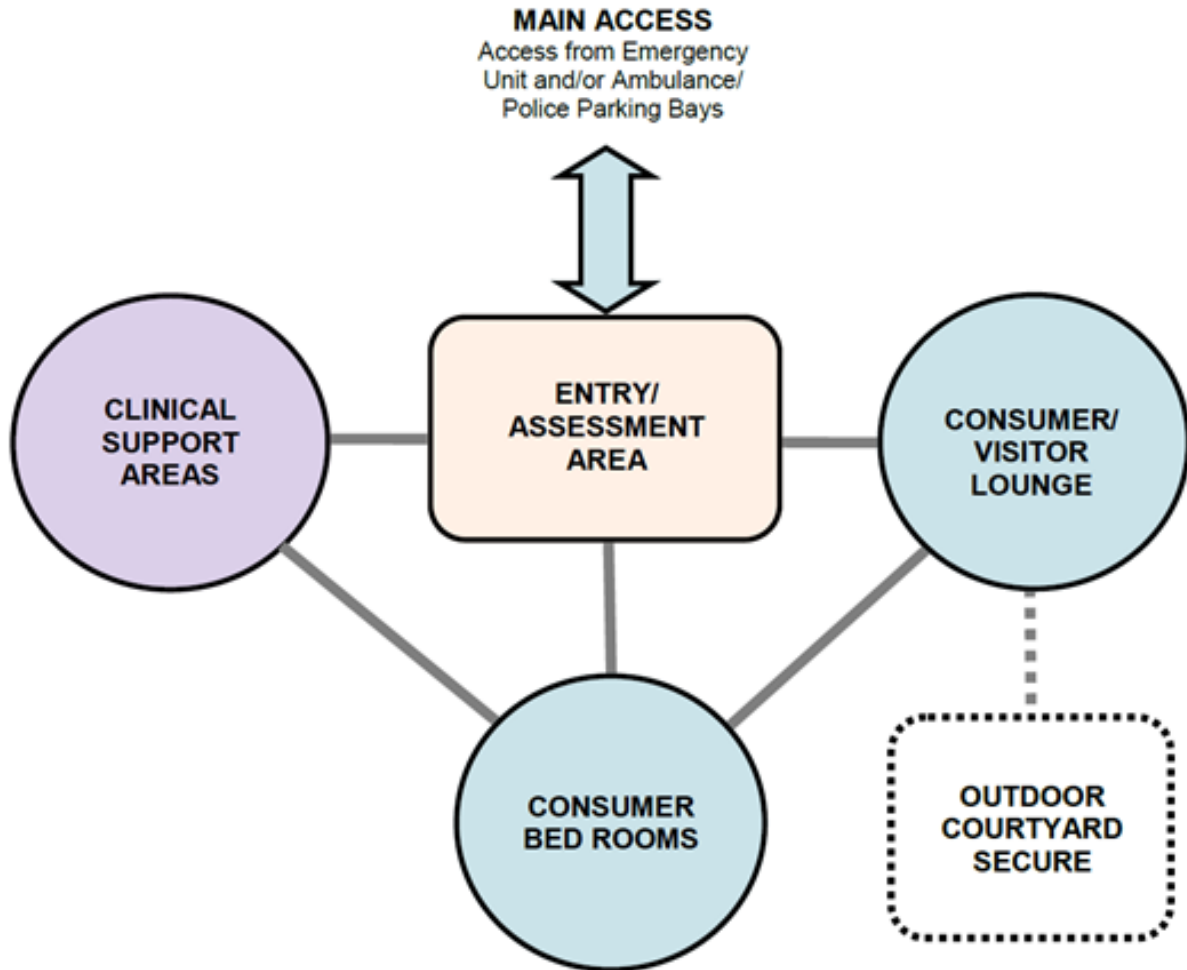 MAIN ACCESS
Access from Emergency
Unit and/or Ambulance/
Police Parking Bays
CLINICAL
SUPPORT
AREAS
ENTRY/
ASSESSMENT
AREA
CONSUMER/
VISITOR
LOUNGE
CONSUMER
BED ROOMS
OUTDOOR
COURTYARD
SECURE